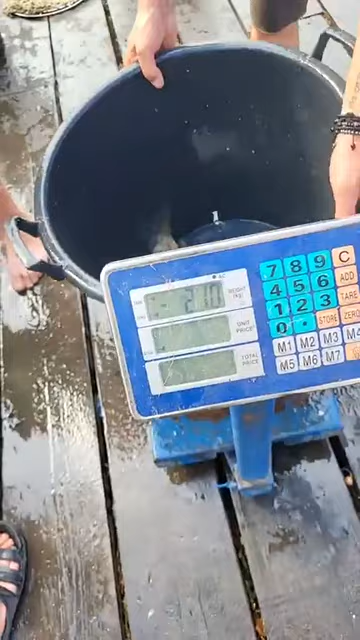 AC
- 2.10
WEIGHT
(Kg)
UNIT
PRICE
TOTAL
PRICE
7 8 9 C
4 5 6 ADD
1 2 3 TARE
0 · STORE ZERO
M1 M2 M3 M4
M5 M6 M7